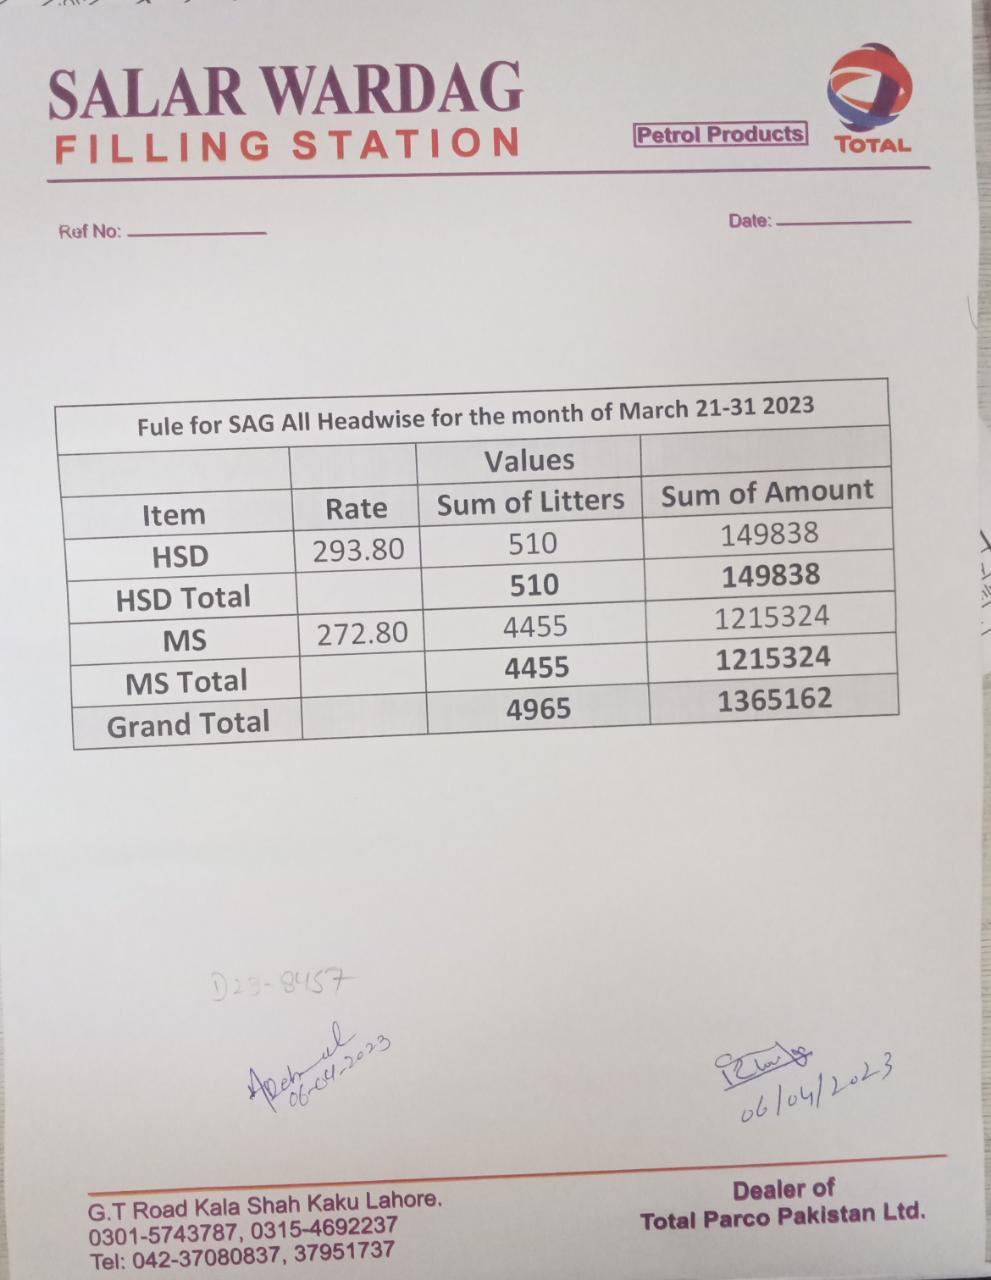 SALAR WARDAG
FILLING STATION
Petrol Products
TOTAL
Ref No:
Date:
Fule for SAG All Headwise for the month of March 21-31 2023
Values
Item Rate Sum of Litters Sum of Amount
HSD 293.80 510 149838
HSD Total 510 149838
MS 272.80 4455 1215324
MS Total 4455 1215324
Grand Total 4965 1365162
D23-8457
06-04-2023
06/04/2023
G.T Road Kala Shah Kaku Lahore.
0301-5743787, 0315-4692237
Tel: 042-37080837, 37951737
Dealer of
Total Parco Pakistan Ltd.